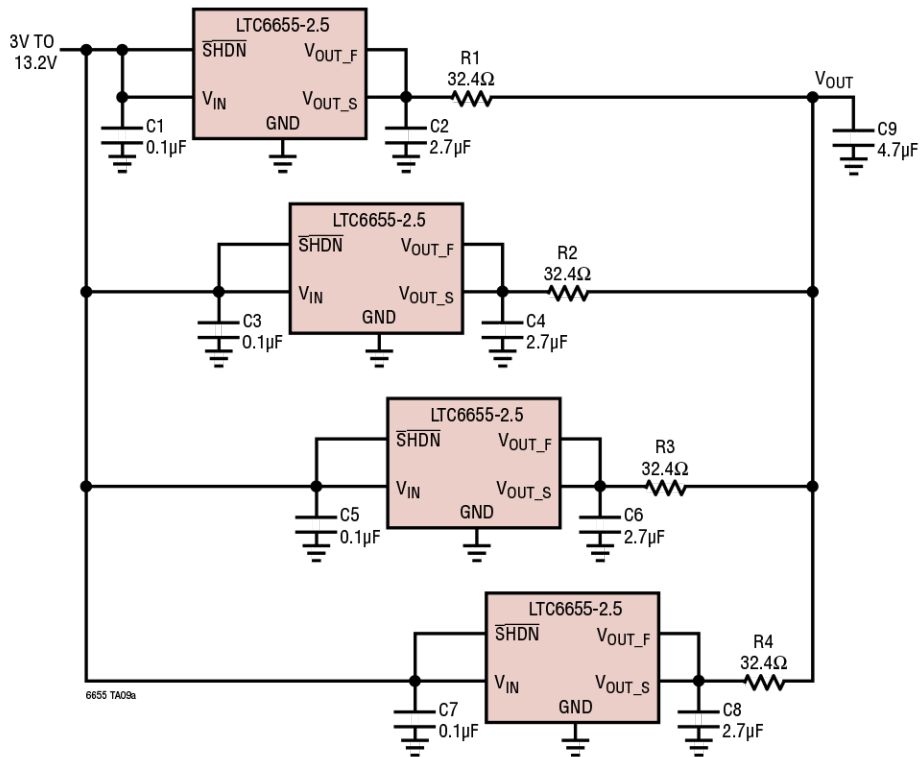 3V TO
13.2V
LTC6655-2.5
SHDN
VOUT_F
VIN
VOUT_S
GND
C1
0.1µF
C2
2.7µF
R1
32.4Ω
VOUT
C9
4.7µF
LTC6655-2.5
SHDN
VOUT_F
VIN
VOUT_S
GND
C3
0.1µF
C4
2.7µF
R2
32.4Ω
LTC6655-2.5
SHDN
VOUT_F
VIN
VOUT_S
GND
C5
0.1µF
C6
2.7µF
R3
32.4Ω
LTC6655-2.5
SHDN
VOUT_F
VIN
VOUT_S
GND
C7
0.1µF
C8
2.7µF
R4
32.4Ω
6655 TA09a